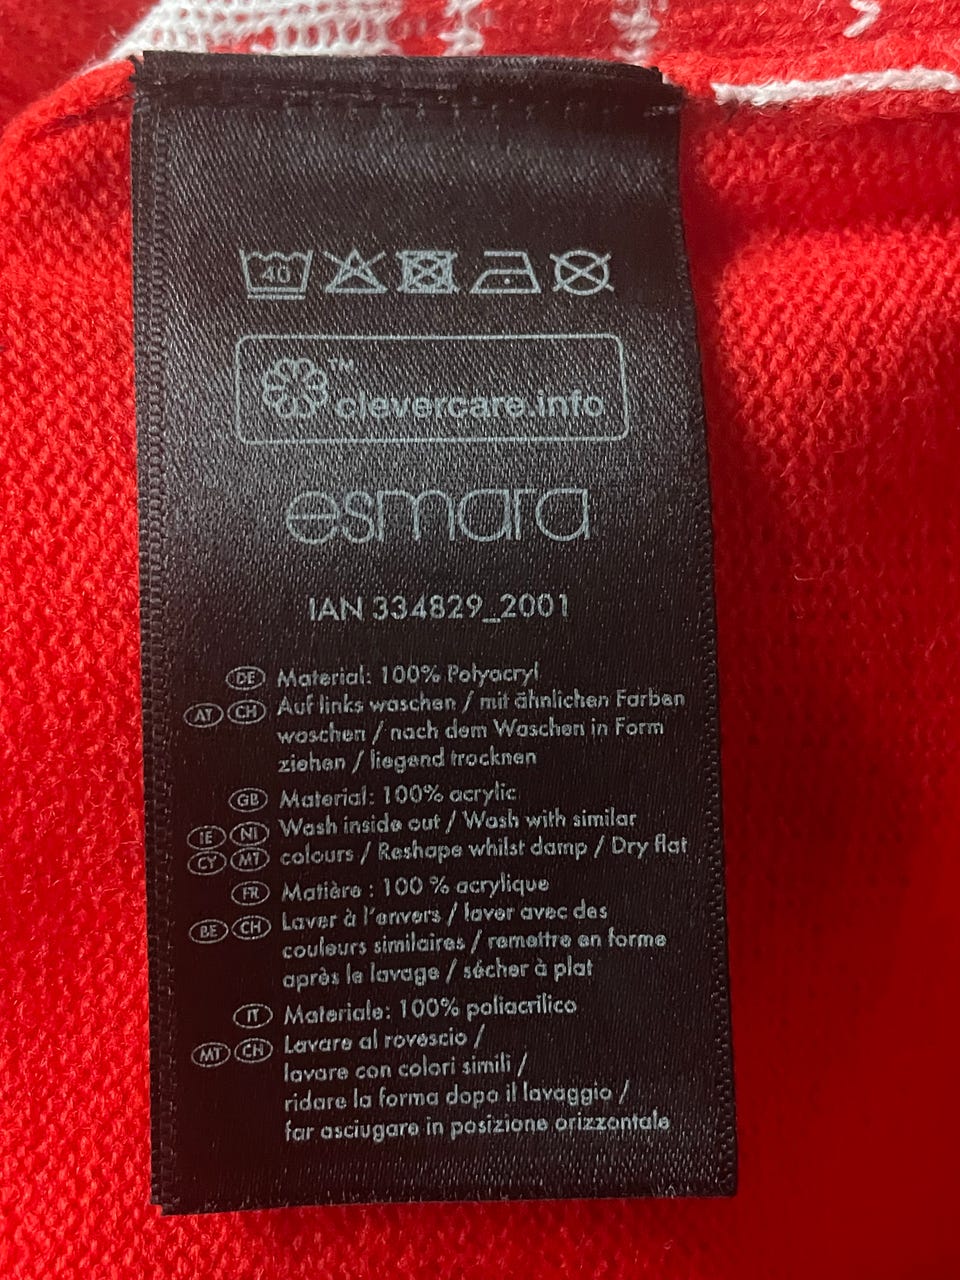 40
™
clevercare.info
esmara
IAN 334829_2001
DE Material: 100% Polyacryl
AT CH Auf links waschen / mit ähnlichen Farben
waschen / nach dem Waschen in Form
ziehen / liegend trocknen
GB Material: 100% acrylic
IE NI Wash inside out / Wash with similar
CY MT colours / Reshape whilst damp / Dry flat
FR Matière : 100 % acrylique
BE CH Laver à l'envers / laver avec des
couleurs similaires / remettre en forme
après le lavage / sécher à plat
IT Materiale: 100% poliacrilico
MT CH Lavare al rovescio /
lavare con colori simili /
ridare la forma dopo il lavaggio /
far asciugare in posizione orizzontale